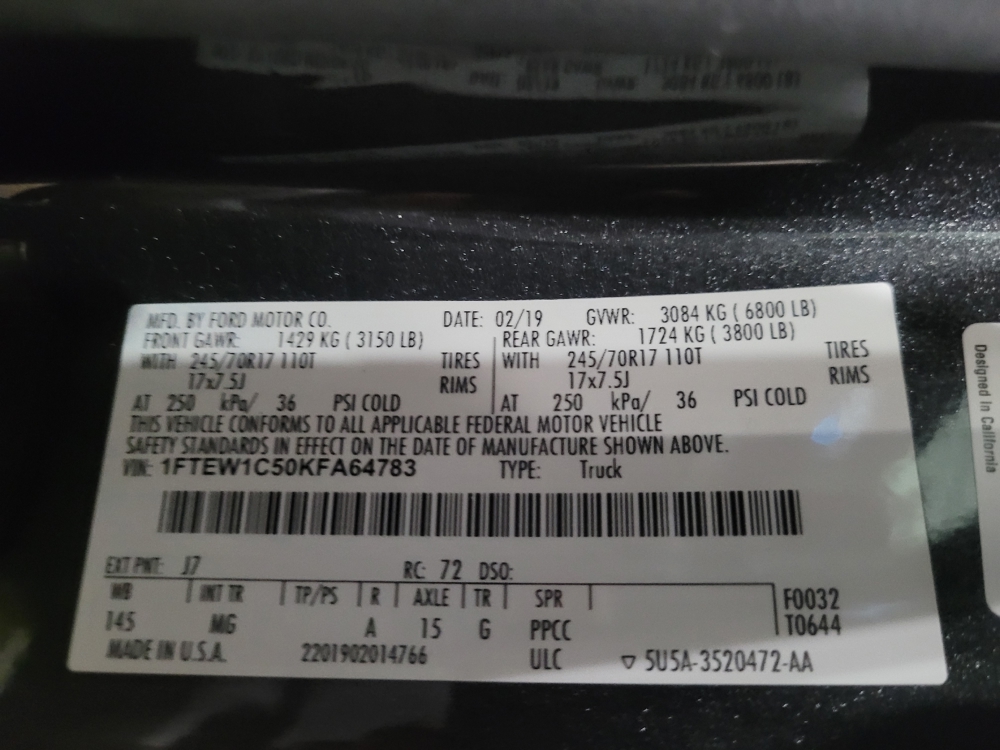 MFD. BY FORD MOTOR CO. DATE: 02/19 GVWR: 3084 KG ( 6800 LB)
FRONT GAWR: 1429 KG ( 3150 LB) REAR GAWR: 1724 KG ( 3800 LB)
WITH 245/70R17 110T TIRES WITH 245/70R17 110T TIRES
17x7.5J RIMS 17x7.5J RIMS
AT 250 kPa/ 36 PSI COLD AT 250 kPa/ 36 PSI COLD
THIS VEHICLE CONFORMS TO ALL APPLICABLE FEDERAL MOTOR VEHICLE
SAFETY STANDARDS IN EFFECT ON THE DATE OF MANUFACTURE SHOWN ABOVE.
VIN: 1FTEW1C50KFA64783 TYPE: Truck
EXT PNT: J7 RC: 72 DSO:
WB INT TR TP/PS R AXLE TR SPR F0032
145 MG A 15 G PPCC T0644
MADE IN U.S.A. 2201902014766 ULC ▽ 5U5A-3520472-AA
Designed in California